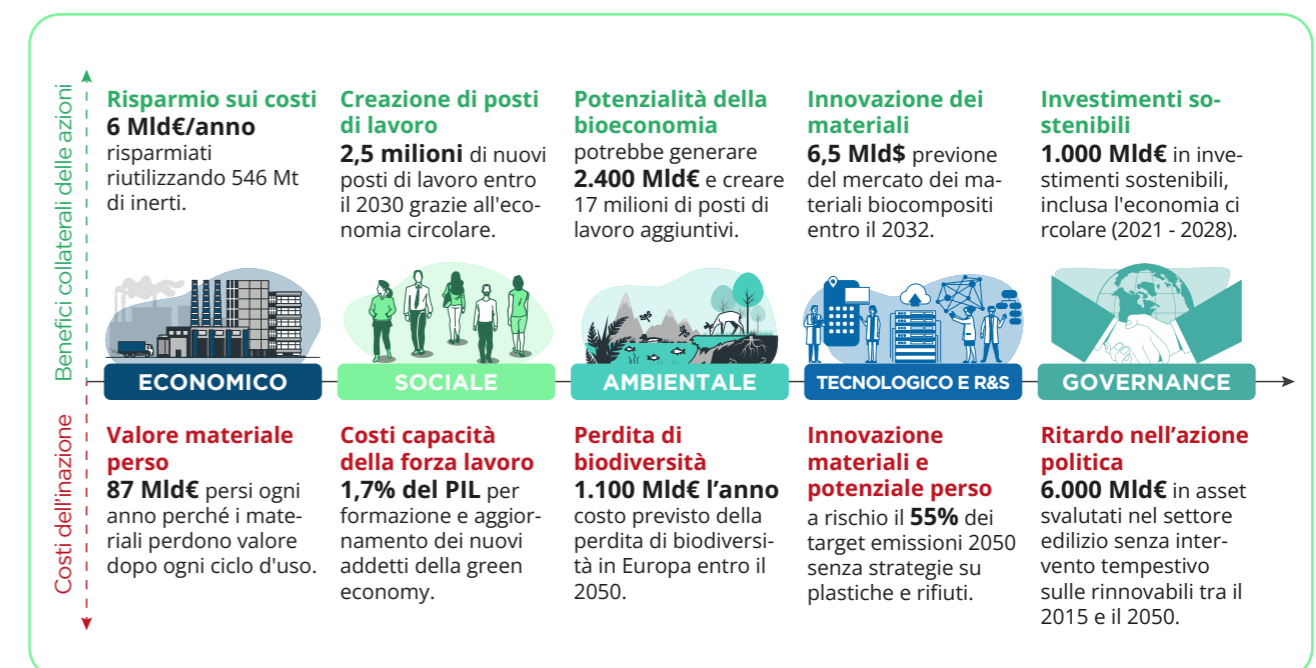 Benefici collaterali delle azioni
Risparmio sui costi
6 Mld€/anno
risparmiati
riutilizzando 546 Mt
di inerti.
Creazione di posti
di lavoro
2,5 milioni di nuovi
posti di lavoro entro
il 2030 grazie all'eco-
nomia circolare.
Potenzialità della
bioeconomia
potrebbe generare
2.400 Mld€ e creare
17 milioni di posti di
lavoro aggiuntivi.
Innovazione dei
materiali
6,5 Mld$ previone
del mercato dei ma-
teriali biocompositi
entro il 2032.
Investimenti so-
stenibili
1.000 Mld€ in inve-
stimenti sostenibili,
inclusa l'economia ci
rcolare (2021 - 2028).
ECONOMICO
SOCIALE
AMBIENTALE
TECNOLOGICO E R&S
GOVERNANCE
Costi dell'inazione
Valore materiale
perso
87 Mld€ persi ogni
anno perché i mate-
riali perdono valore
dopo ogni ciclo d'uso.
Costi capacità
della forza lavoro
1,7% del PIL per
formazione e aggior-
namento dei nuovi
addetti della green
economy.
Perdita di
biodiversità
1.100 Mld€ l’anno
costo previsto della
perdita di biodiversi-
tà in Europa entro il
2050.
Innovazione
materiali e
potenziale perso
a rischio il 55% dei
target emissioni 2050
senza strategie su
plastiche e rifiuti.
Ritardo nell’azione
politica
6.000 Mld€ in asset
svalutati nel settore
edilizio senza inter-
vento tempestivo
sulle rinnovabili tra il
2015 e il 2050.